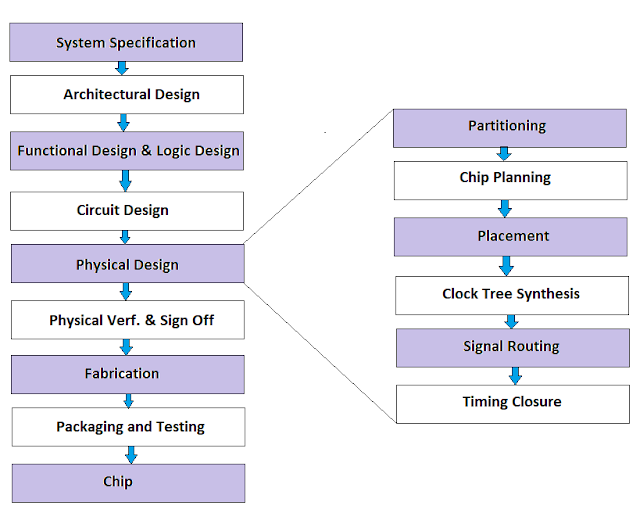 System Specification
Architectural Design
Functional Design & Logic Design
Circuit Design
Physical Design
Physical Verf. & Sign Off
Fabrication
Packaging and Testing
Chip
Partitioning
Chip Planning
Placement
Clock Tree Synthesis
Signal Routing
Timing Closure